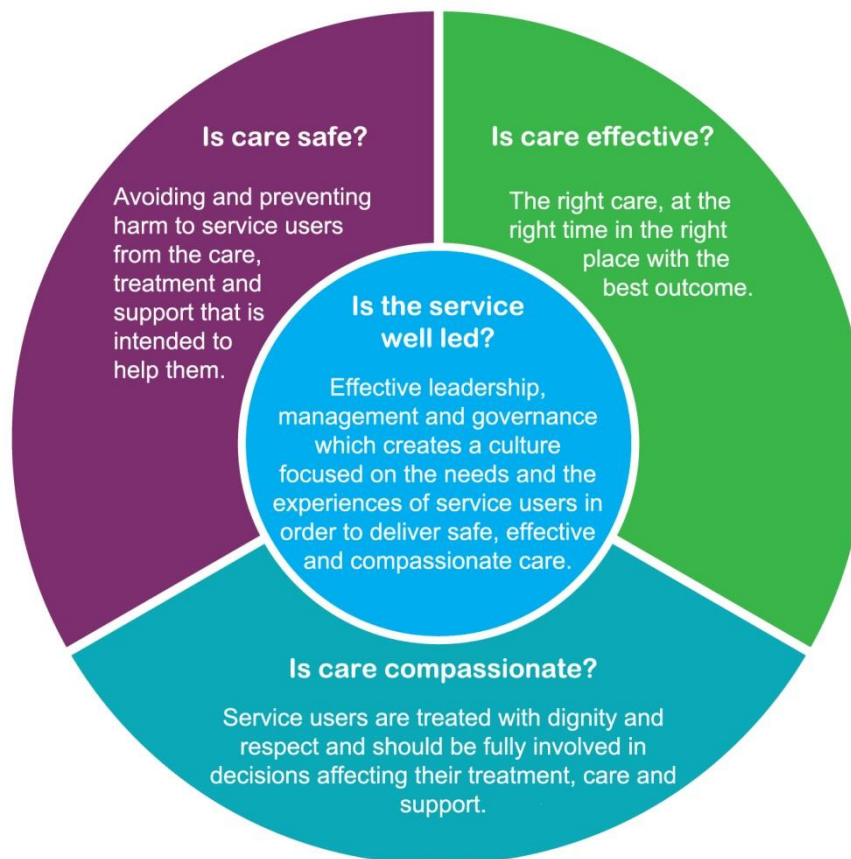 Is care safe?
Avoiding and preventing
harm to service users
from the care,
treatment and
support that is
intended to
help them.
Is care effective?
The right care, at the
right time in the right
place with the
best outcome.
Is the service
well led?
Effective leadership,
management and governance
which creates a culture
focused on the needs and the
experiences of service users in
order to deliver safe, effective
and compassionate care.
Is care compassionate?
Service users are treated with dignity and
respect and should be fully involved in
decisions affecting their treatment, care and
support.